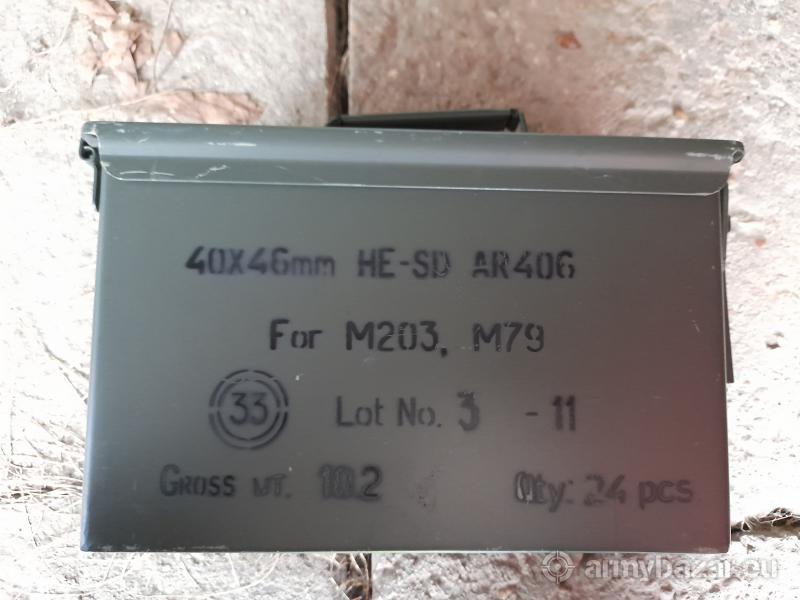 40X46mm HE-SD AR406
For M203, M79
33 Lot No. 3 - 11
GROSS WT. 10.2 Qty: 24 pcs
armybazar.eu